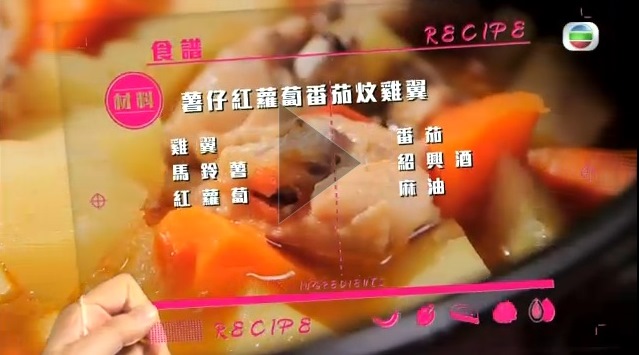 食譜 RECIPE
材料
薯仔紅蘿蔔番茄炆雞翼
雞翼
馬鈴薯
紅蘿蔔
番茄
紹興酒
麻油
INGREDIENTS
RECIPE